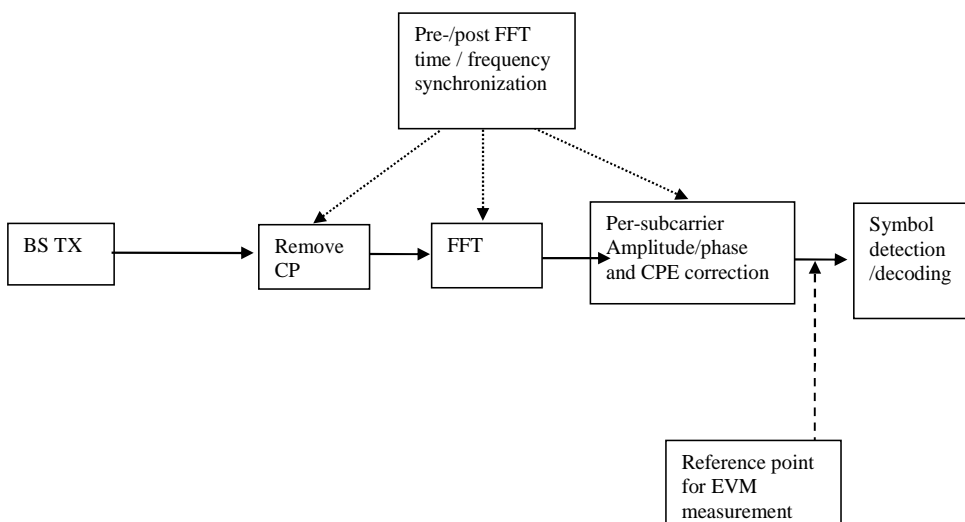 Pre-/post FFT
time / frequency
synchronization
BS TX
Remove
CP
FFT
Per-subcarrier
Amplitude/phase
and CPE correction
Symbol
detection
/decoding
Reference point
for EVM
measurement